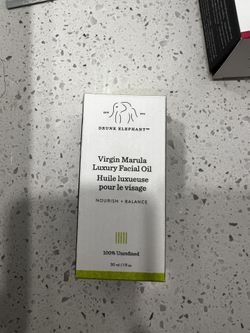 DRUNK ELEPHANT™
Virgin Marula
Luxury Facial Oil
Huile luxueuse
pour le visage
NOURISH + BALANCE
100% Unrefined
30 ml / 1 fl oz